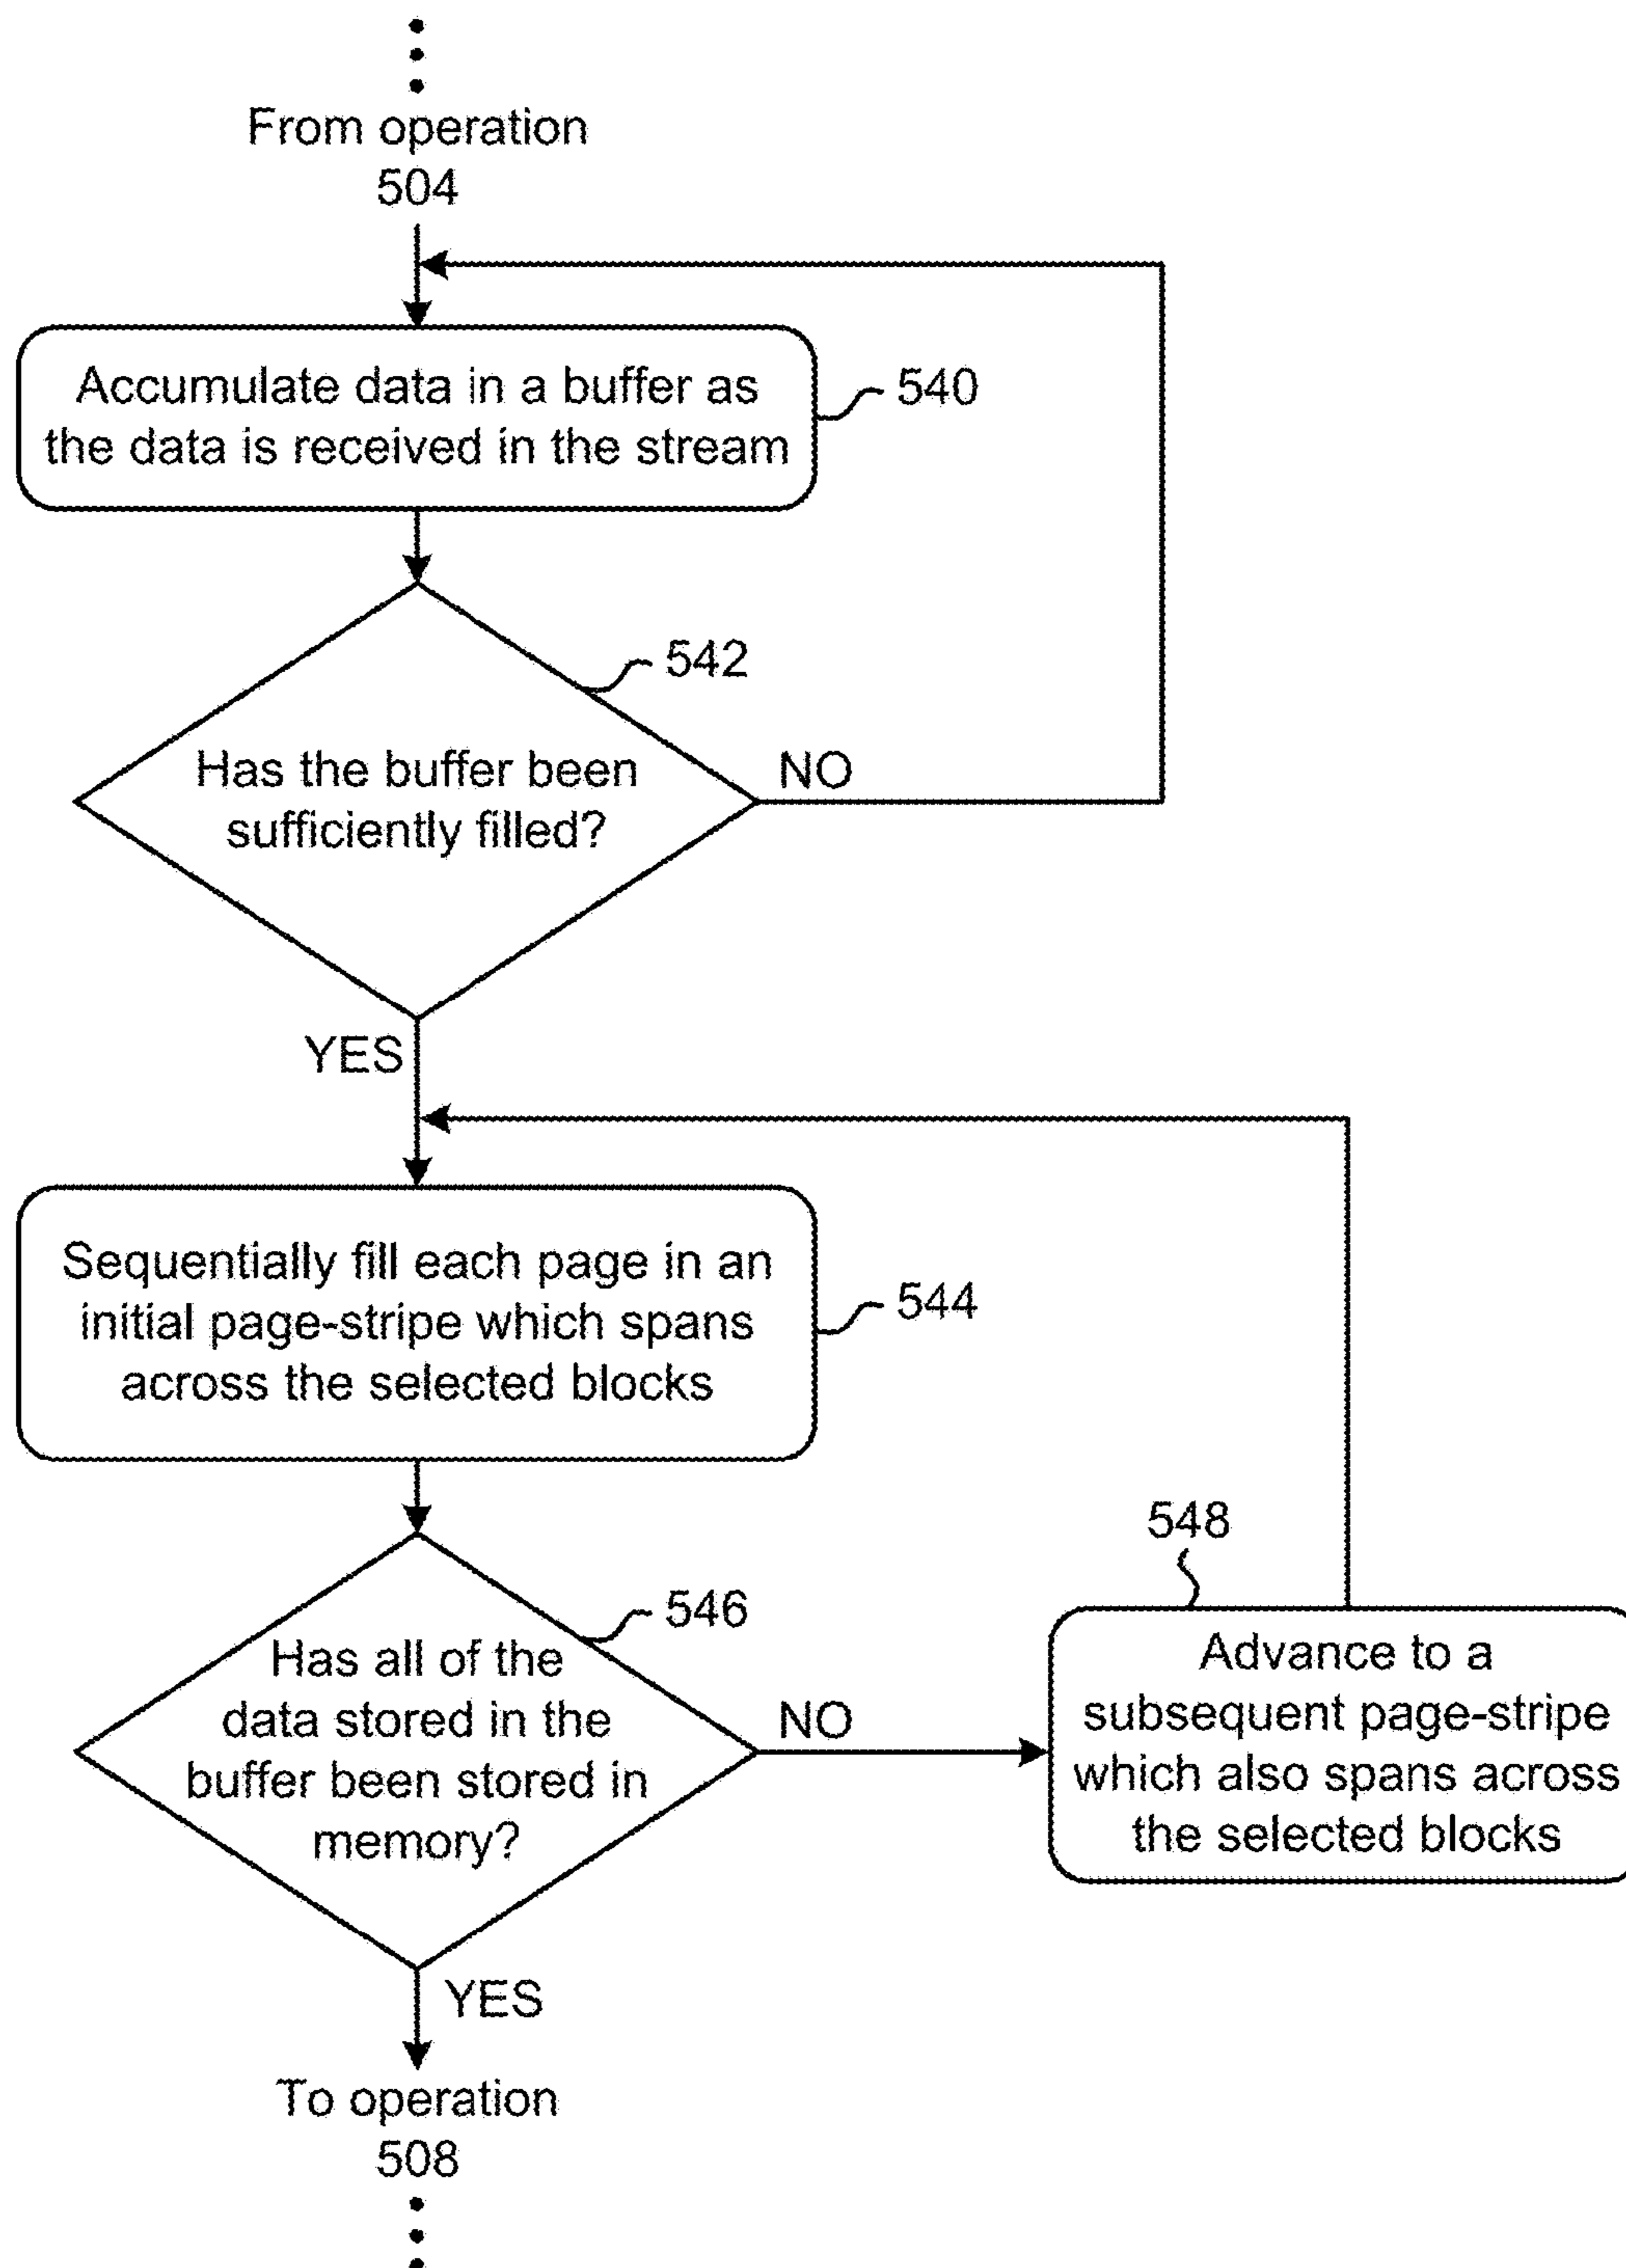 From operation
504
Accumulate data in a buffer as
the data is received in the stream
540
542
Has the buffer been
sufficiently filled?
NO
YES
Sequentially fill each page in an
initial page-stripe which spans
across the selected blocks
544
546
Has all of the
data stored in the
buffer been stored in
memory?
NO
548
Advance to a
subsequent page-stripe
which also spans across
the selected blocks
YES
To operation
508